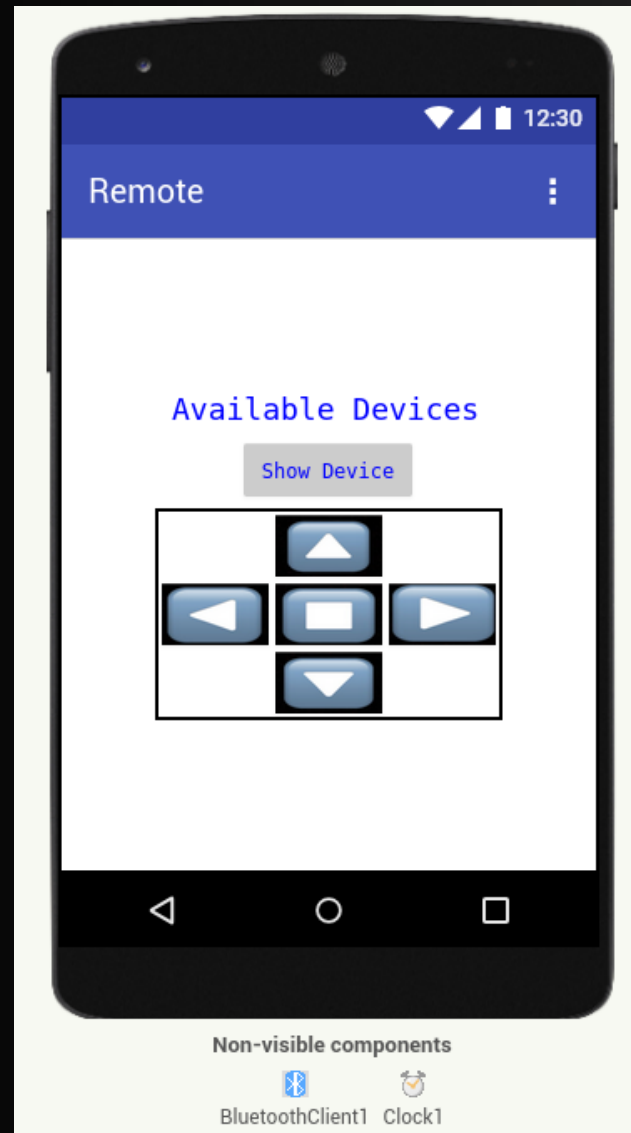 12:30
Remote
Available Devices
Show Device
Non-visible components
BluetoothClient1 Clock1